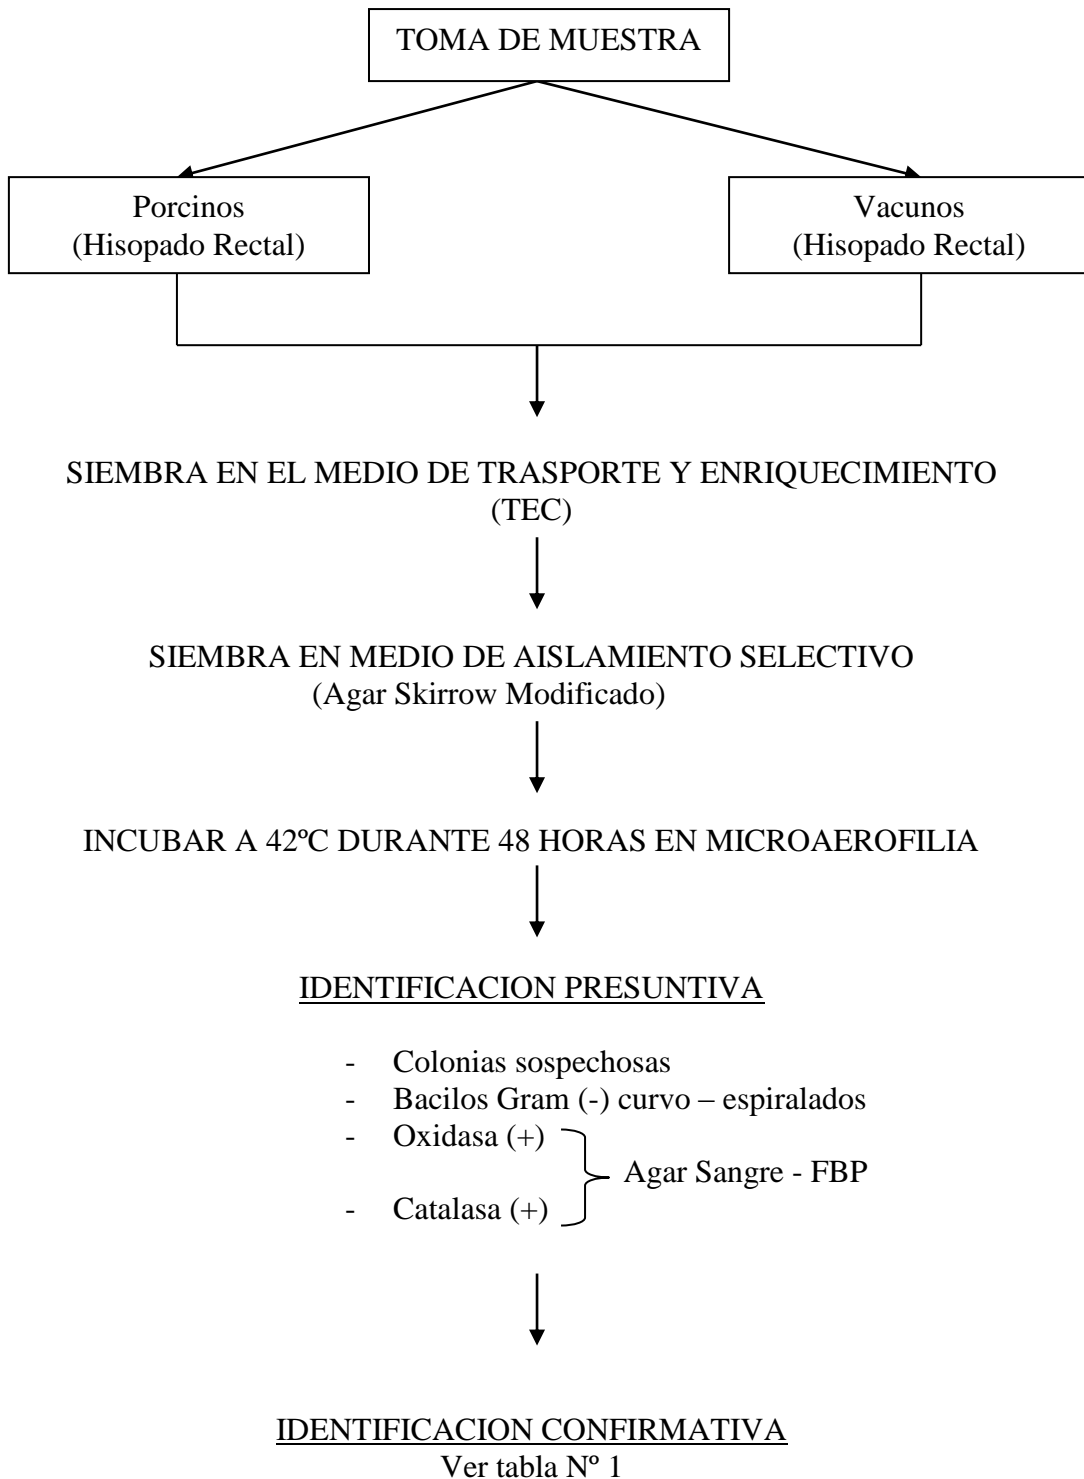 TOMA DE MUESTRA
Porcinos
(Hisopado Rectal)
Vacunos
(Hisopado Rectal)
SIEMBRA EN EL MEDIO DE TRASPORTE Y ENRIQUECIMIENTO
(TEC)
SIEMBRA EN MEDIO DE AISLAMIENTO SELECTIVO
(Agar Skirrow Modificado)
INCUBAR A 42ºC DURANTE 48 HORAS EN MICROAEROFILIA
IDENTIFICACION PRESUNTIVA
- Colonias sospechosas
- Bacilos Gram (-) curvo – espiralados
- Oxidasa (+)
Agar Sangre - FBP
- Catalasa (+)
IDENTIFICACION CONFIRMATIVA
Ver tabla Nº 1